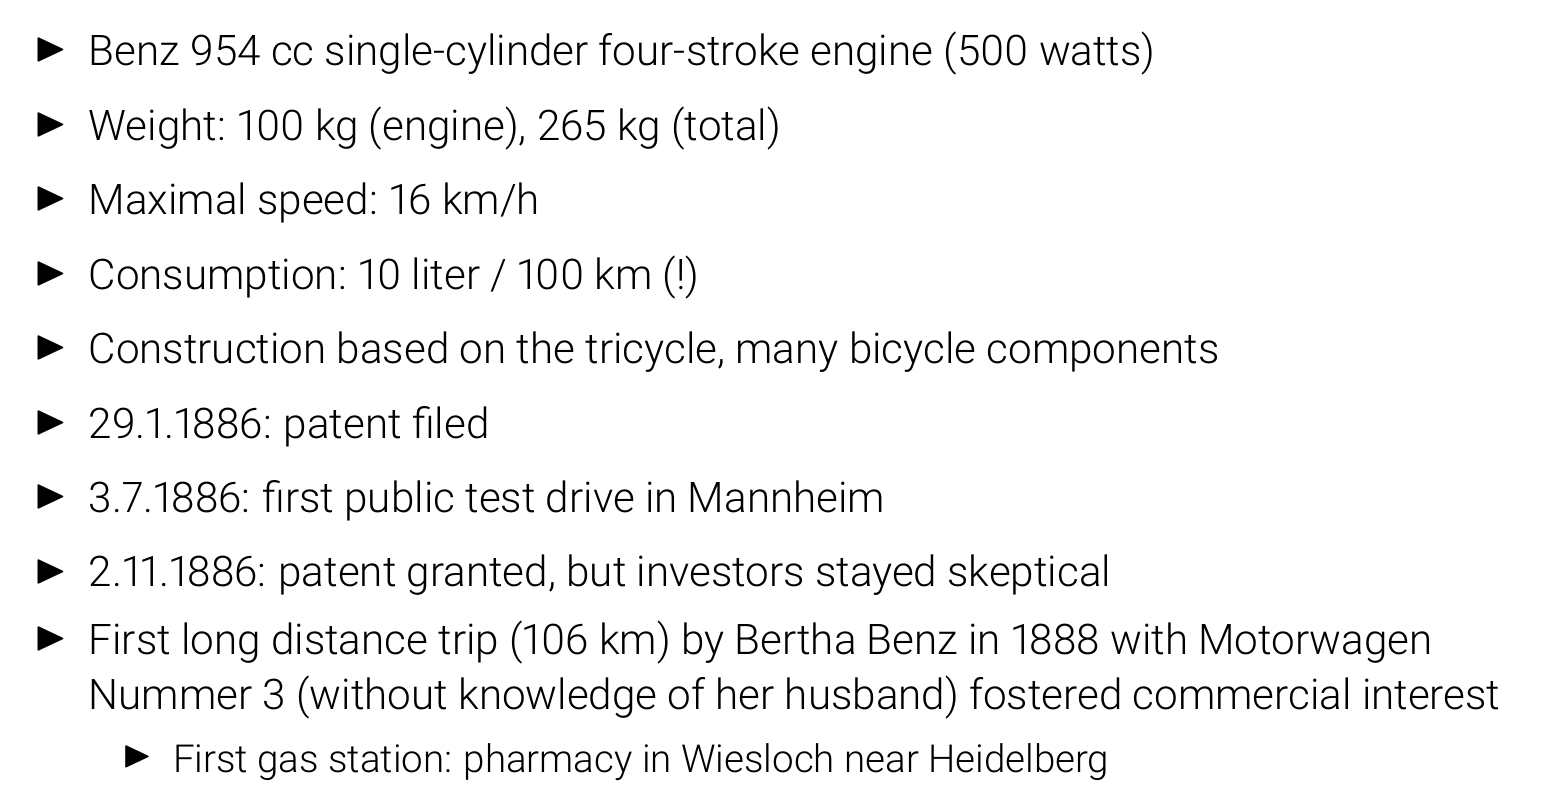 ► Benz 954 cc single-cylinder four-stroke engine (500 watts)
► Weight: 100 kg (engine), 265 kg (total)
► Maximal speed: 16 km/h
► Consumption: 10 liter / 100 km (!)
► Construction based on the tricycle, many bicycle components
► 29.1.1886: patent filed
► 3.7.1886: first public test drive in Mannheim
► 2.11.1886: patent granted, but investors stayed skeptical
► First long distance trip (106 km) by Bertha Benz in 1888 with Motorwagen
Nummer 3 (without knowledge of her husband) fostered commercial interest
► First gas station: pharmacy in Wiesloch near Heidelberg